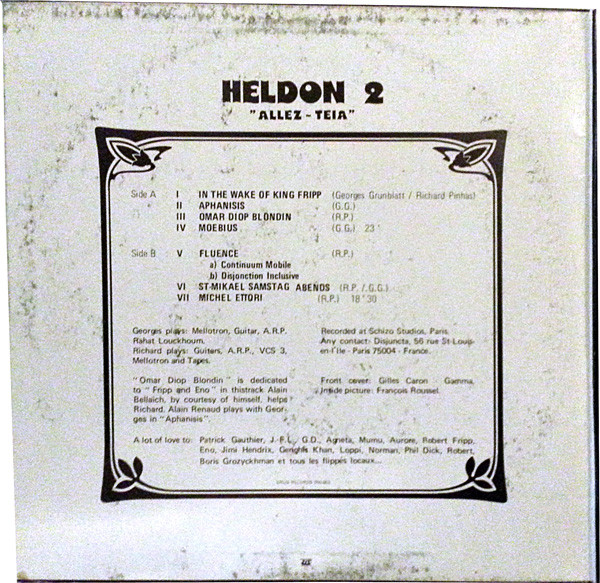 HELDON 2
"ALLEZ - TEIA"
Side A I IN THE WAKE OF KING FRIPP (Georges Grunblatt / Richard Pinhas)
II APHANISIS (G.G.)
III OMAR DIOP BLONDIN (R.P.)
IV MOEBIUS (G.G.) 23'
Side B V FLUENCE (R.P.)
a) Continuum Mobile
b) Disjonction Inclusive
VI ST-MIKAEL SAMSTAG ABENDS (R.P. / G.G.)
VII MICHEL ETTORI (R.P.) 18'30
Georges plays: Mellotron, Guitar, A.R.P.
Rahat Louckhoum.
Richard plays: Guitars, A.R.P., VCS 3,
Mellotron and Tapes.
Recorded at Schizo Studios, Paris
Any contact: Disjuncta, 56 rue St-Louis-
en-l'Ile - Paris 75004 - France.
"Omar Diop Blondin" is dedicated
to "Fripp and Eno" in thistrack Alain
Bellaich, by courtesy of himself, helps
Richard. Alain Renaud plays with Geor-
ges in "Aphanisis".
Front cover: Gilles Caron - Gamma.
Inside picture: François Roussel.
A lot of love to: Patrick Gauthier, J.-F.L., G.D., Agneta, Mumu, Aurore, Robert Fripp,
Eno, Jimi Hendrix, Genghis Khan, Loppi, Norman, Phil Dick, Robert,
Boris Grozyckhman et tous les flippés locaux...